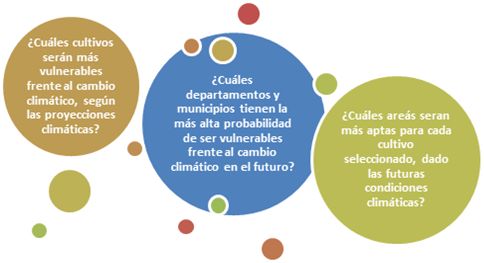 ¿Cuáles cultivos
serán más
vulnerables
frente al cambio
climático, según
las proyecciones
climáticas?
¿Cuáles
departamentos y
municipios tienen la
más alta probabilidad
de ser vulnerables
frente al cambio
climático en el futuro?
¿Cuáles areás seran
más aptas para cada
cultivo
seleccionado, dado
las futuras
condiciones
climáticas?